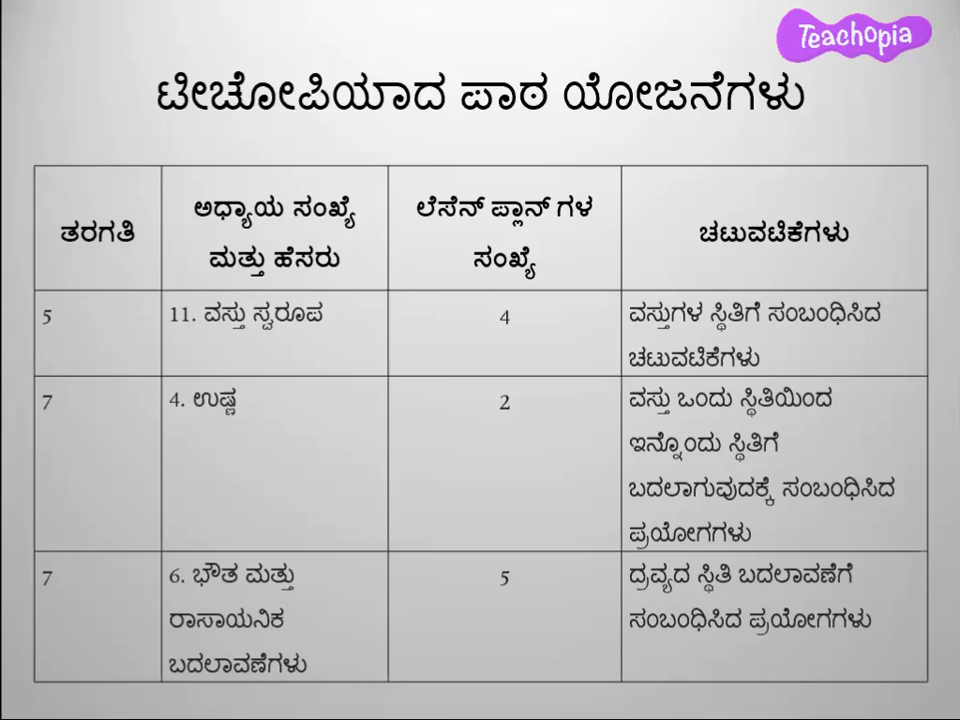 Teachopia
ಟೀಚೋಪಿಯಾದ ಪಾಠ ಯೋಜನೆಗಳು
ತರಗತಿ
ಅಧ್ಯಾಯ ಸಂಖ್ಯೆ
ಮತ್ತು ಹೆಸರು
ಲೆಸೆನ್ ಪ್ಲಾನ್ ಗಳ
ಸಂಖ್ಯೆ
ಚಟುವಟಿಕೆಗಳು
5
11. ವಸ್ತು ಸ್ವರೂಪ
4
ವಸ್ತುಗಳ ಸ್ಥಿತಿಗೆ ಸಂಬಂಧಿಸಿದ
ಚಟುವಟಿಕೆಗಳು
7
4. ಉಷ್ಣ
2
ವಸ್ತು ಒಂದು ಸ್ಥಿತಿಯಿಂದ
ಇನ್ನೊಂದು ಸ್ಥಿತಿಗೆ
ಬದಲಾಗುವುದಕ್ಕೆ ಸಂಬಂಧಿಸಿದ
ಪ್ರಯೋಗಗಳು
7
6. ಭೌತ ಮತ್ತು
ರಾಸಾಯನಿಕ
ಬದಲಾವಣೆಗಳು
5
ದ್ರವ್ಯದ ಸ್ಥಿತಿ ಬದಲಾವಣೆಗೆ
ಸಂಬಂಧಿಸಿದ ಪ್ರಯೋಗಗಳು